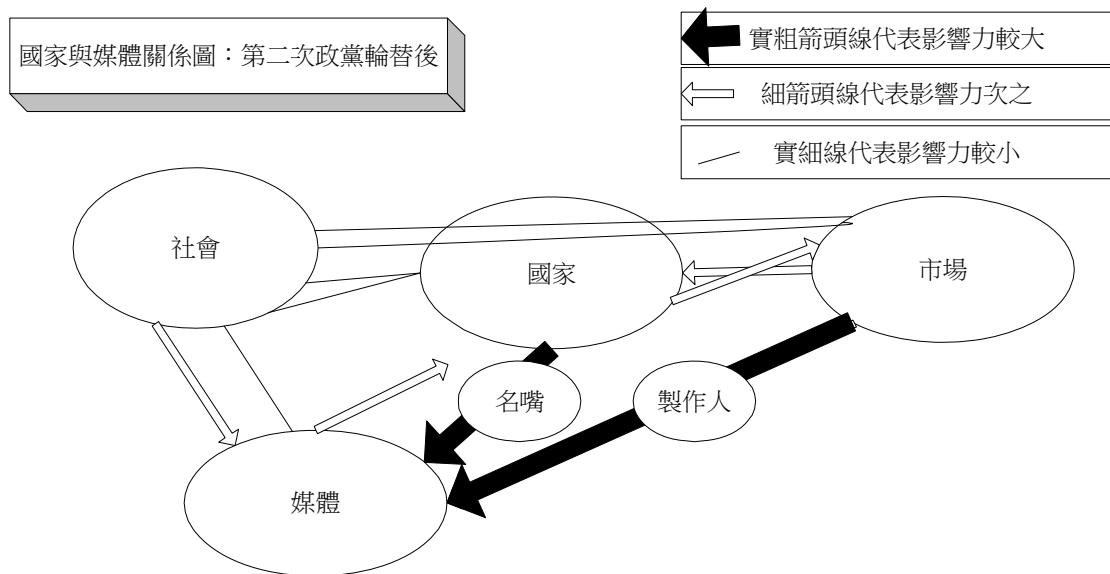 國家與媒體關係圖：第二次政黨輪替後
實粗箭頭線代表影響力較大
細箭頭線代表影響力次之
實細線代表影響力較小
社會
國家
市場
名嘴
製作人
媒體